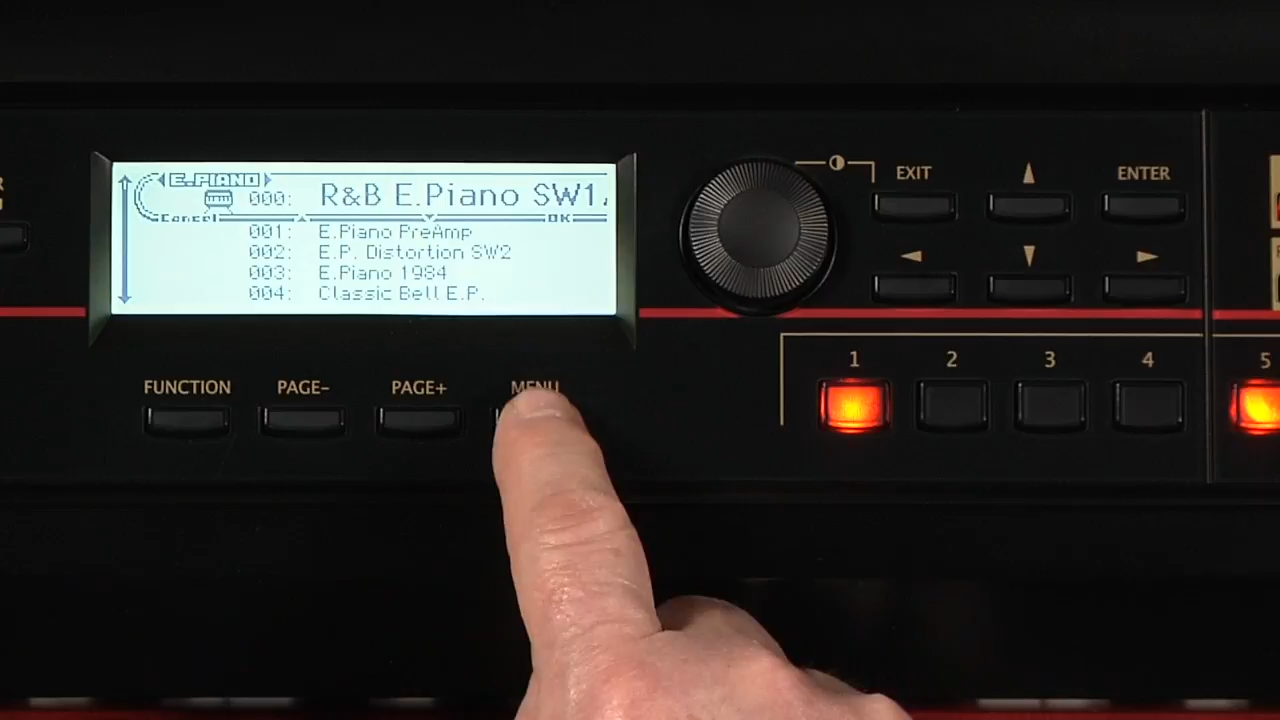 E.PIANO
000: R&B E.Piano SW1
Cancel OK
001: E.Piano PreAmp
002: E.P. Distortion SW2
003: E.Piano 1984
004: Classic Bell E.P.
EXIT ENTER
FUNCTION PAGE- PAGE+ MENU
1 2 3 4 5